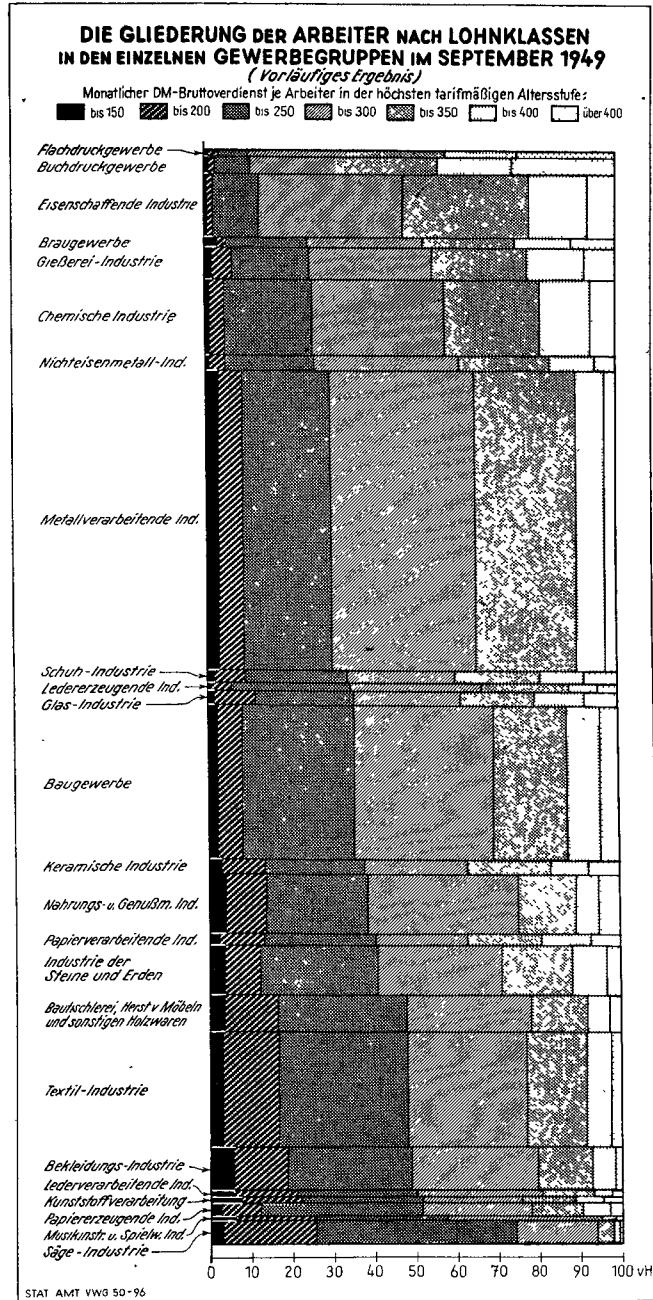 DIE GLIEDERUNG DER ARBEITER NACH LOHNKLASSEN
IN DEN EINZELNEN GEWERBEGRUPPEN IM SEPTEMBER 1949
(Vorläufiges Ergebnis)
Monatlicher DM-Bruttoverdienst je Arbeiter in der höchsten tarifmäßigen Altersstufe:
bis 150 bis 200 bis 250 bis 300 bis 350 bis 400 über 400
Flachdruckgewerbe
Buchdruckgewerbe
Eisenschaffende Industrie
Braugewerbe
Gießerei-Industrie
Chemische Industrie
Nichteisenmetall-Ind.
Metallverarbeitende Ind.
Schuh-Industrie
Ledererzeugende Ind.
Glas-Industrie
Baugewerbe
Keramische Industrie
Nahrungs- u. Genußm. Ind.
Papierverarbeitende Ind.
Industrie der
Steine und Erden
Bautischlerei, Herst v Möbeln
und sonstigen Holzwaren
Textil-Industrie
Bekleidungs-Industrie
Lederverarbeitende Ind.
Kunststoffverarbeitung
Papiererzeugende Ind.
Musikinstr. u. Spielw. Ind.
Säge-Industrie
0 10 20 30 40 50 60 70 80 90 100 vH
STAT AMT VWG 50-96